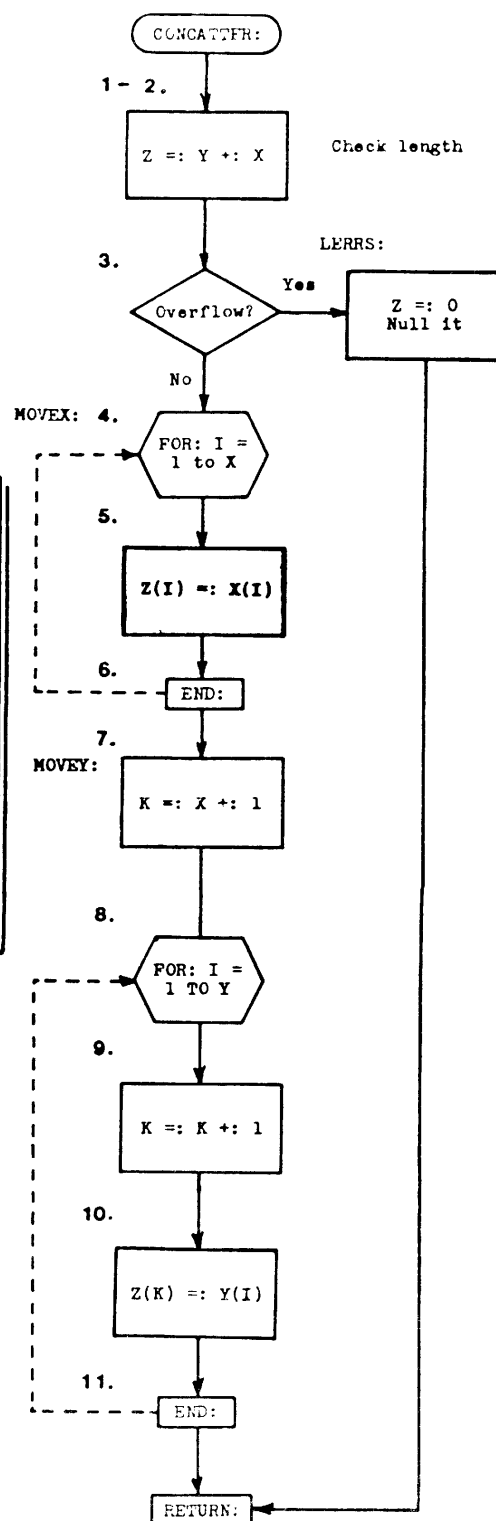 CONCATTER:
1 - 2.
Z =: Y +: X
Check length
LERRS:
3.
Yes
Overflow?
Z =: 0
Null it
No
MOVEX: 4.
FOR: I =
1 to X
5.
Z(I) =: X(I)
6.
END:
7.
MOVEY:
K =: X +: 1
8.
FOR: I =
1 TO Y
9.
K =: K +: 1
10.
Z(K) =: Y(I)
11.
END:
RETURN: